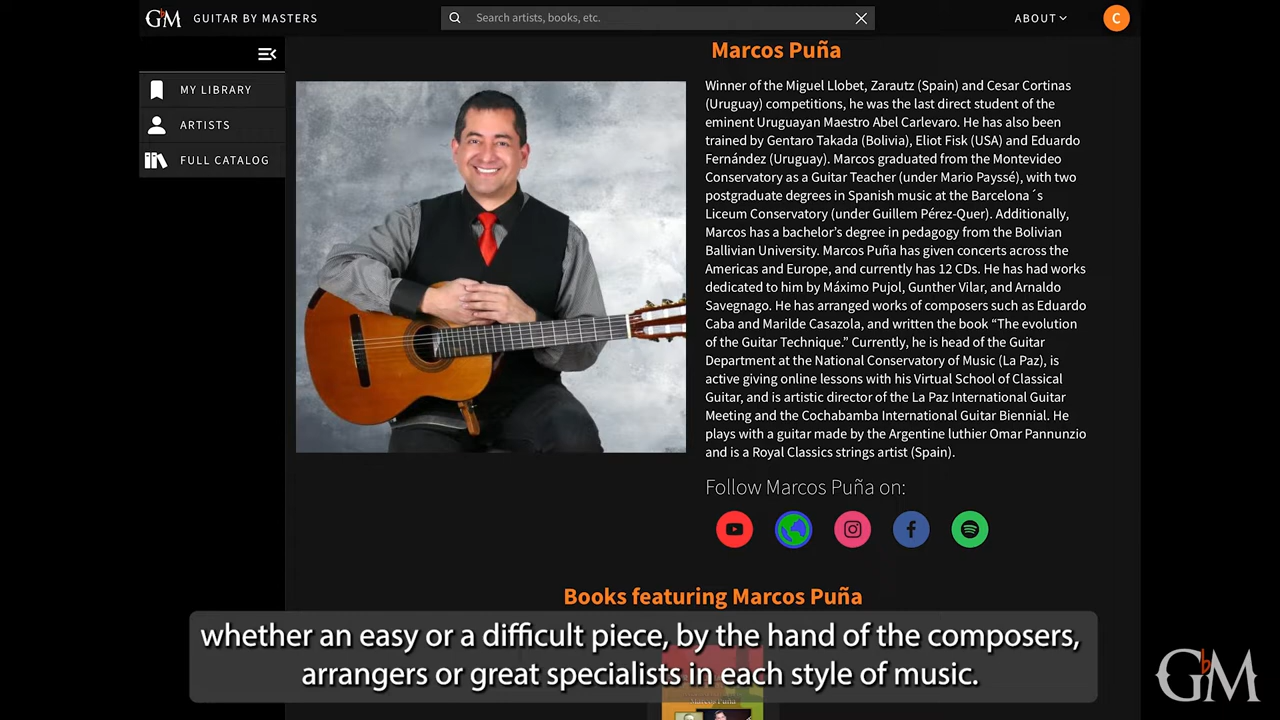 GbM GUITAR BY MASTERS
Search artists, books, etc.
ABOUT
C
MY LIBRARY
ARTISTS
FULL CATALOG
Marcos Puña
Winner of the Miguel Llobet, Zarautz (Spain) and Cesar Cortinas
(Uruguay) competitions, he was the last direct student of the
eminent Uruguayan Maestro Abel Carlevaro. He has also been
trained by Gentaro Takada (Bolivia), Eliot Fisk (USA) and Eduardo
Fernández (Uruguay). Marcos graduated from the Montevideo
Conservatory as a Guitar Teacher (under Mario Payssé), with two
postgraduate degrees in Spanish music at the Barcelona´s
Liceum Conservatory (under Guillem Pérez-Quer). Additionally,
Marcos has a bachelor’s degree in pedagogy from the Bolivian
Ballivian University. Marcos Puña has given concerts across the
Americas and Europe, and currently has 12 CDs. He has had works
dedicated to him by Máximo Pujol, Gunther Vilar, and Arnaldo
Savegnago. He has arranged works of composers such as Eduardo
Caba and Marilde Casazola, and written the book “The evolution
of the Guitar Technique.” Currently, he is head of the Guitar
Department at the National Conservatory of Music (La Paz), is
active giving online lessons with his Virtual School of Classical
Guitar, and is artistic director of the La Paz International Guitar
Meeting and the Cochabamba International Guitar Biennial. He
plays with a guitar made by the Argentine luthier Omar Pannunzio
and is a Royal Classics strings artist (Spain).
Follow Marcos Puña on:
Books featuring Marcos Puña
whether an easy or a difficult piece, by the hand of the composers,
arrangers or great specialists in each style of music.
Marcos Puña
GbM